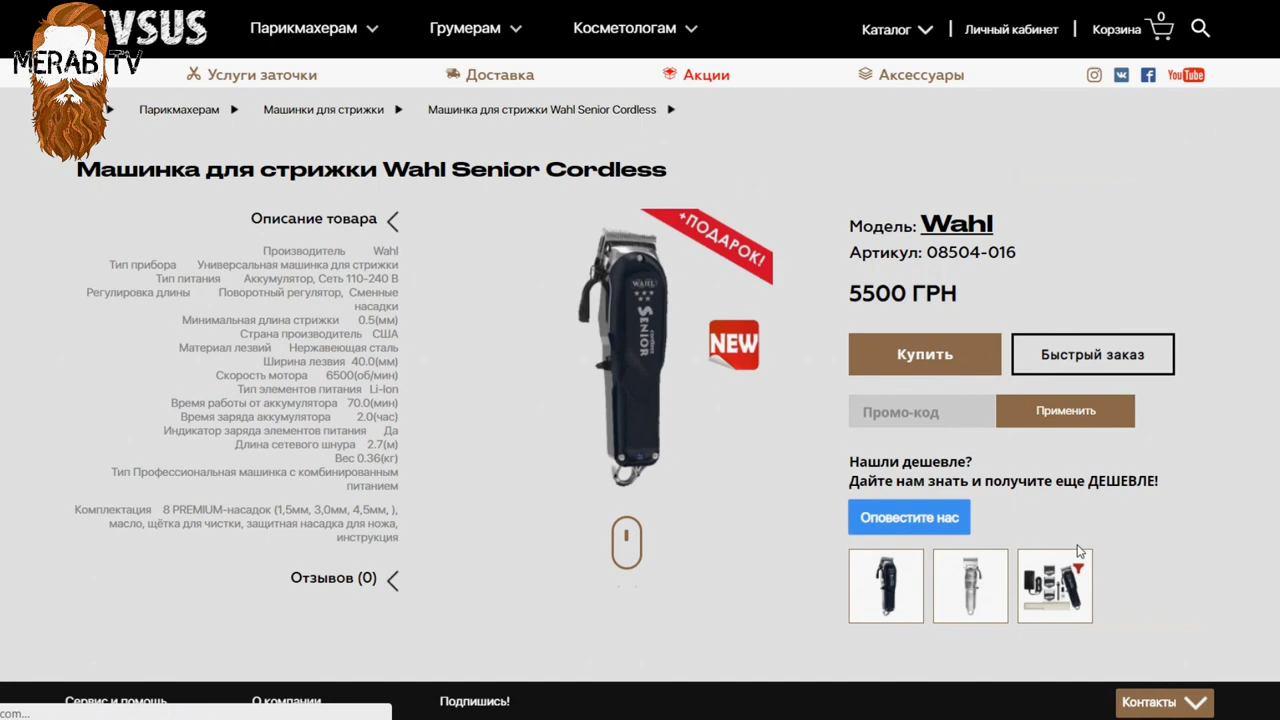 VSUS
Парикмахерам
Грумерам
Косметологам
Каталог
Личный кабинет
Корзина
0
MERAB TV
Услуги заточки
Доставка
Акции
Аксессуары
YouTube
Парикмахерам
Машинки для стрижки
Машинка для стрижки Wahl Senior Cordless
Машинка для стрижки Wahl Senior Cordless
Описание товара
Производитель Wahl
Тип прибора Универсальная машинка для стрижки
Тип питания Аккумулятор, Сеть 110-240 В
Регулировка длины Поворотный регулятор, Сменные
насадки
Минимальная длина стрижки 0.5(мм)
Страна производитель США
Материал лезвий Нержавеющая сталь
Ширина лезвия 40.0(мм)
Скорость мотора 6500(об/мин)
Тип элементов питания Li-Ion
Время работы от аккумулятора 70.0(мин)
Время заряда аккумулятора 2.0(час)
Индикатор заряда элементов питания Да
Длина сетевого шнура 2.7(м)
Вес 0.36(кг)
Тип Профессиональная машинка с комбинированным
питанием
Комплектация 8 PREMIUM-насадок (1,5мм, 3,0мм, 4,5мм, ),
масло, щётка для чистки, защитная насадка для ножа,
инструкция
Отзывов (0)
+ПОДАРОК!
WAHL
SENIOR
cordless
NEW
Модель: Wahl
Артикул: 08504-016
5500 ГРН
Купить
Быстрый заказ
Промо-код
Применить
Нашли дешевле?
Дайте нам знать и получите еще ДЕШЕВЛЕ!
Оповестите нас
Сервис и помощь
О компании
Подпишись!
Контакты
com...